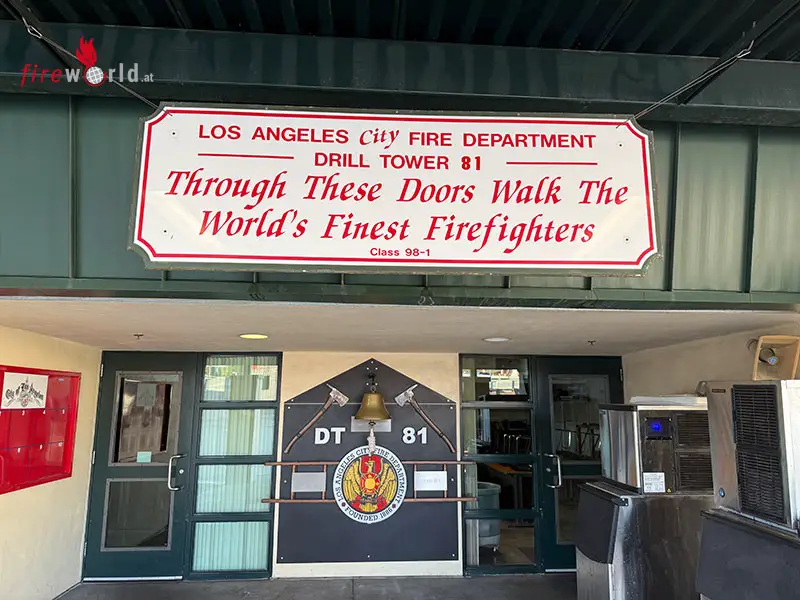 fireworld.at
LOS ANGELES City FIRE DEPARTMENT
DRILL TOWER 81
Through These Doors Walk The
World's Finest Firefighters
Class 98-1
DT 81
LOS ANGELES CITY FIRE DEPARTMENT
FOUNDED 1886